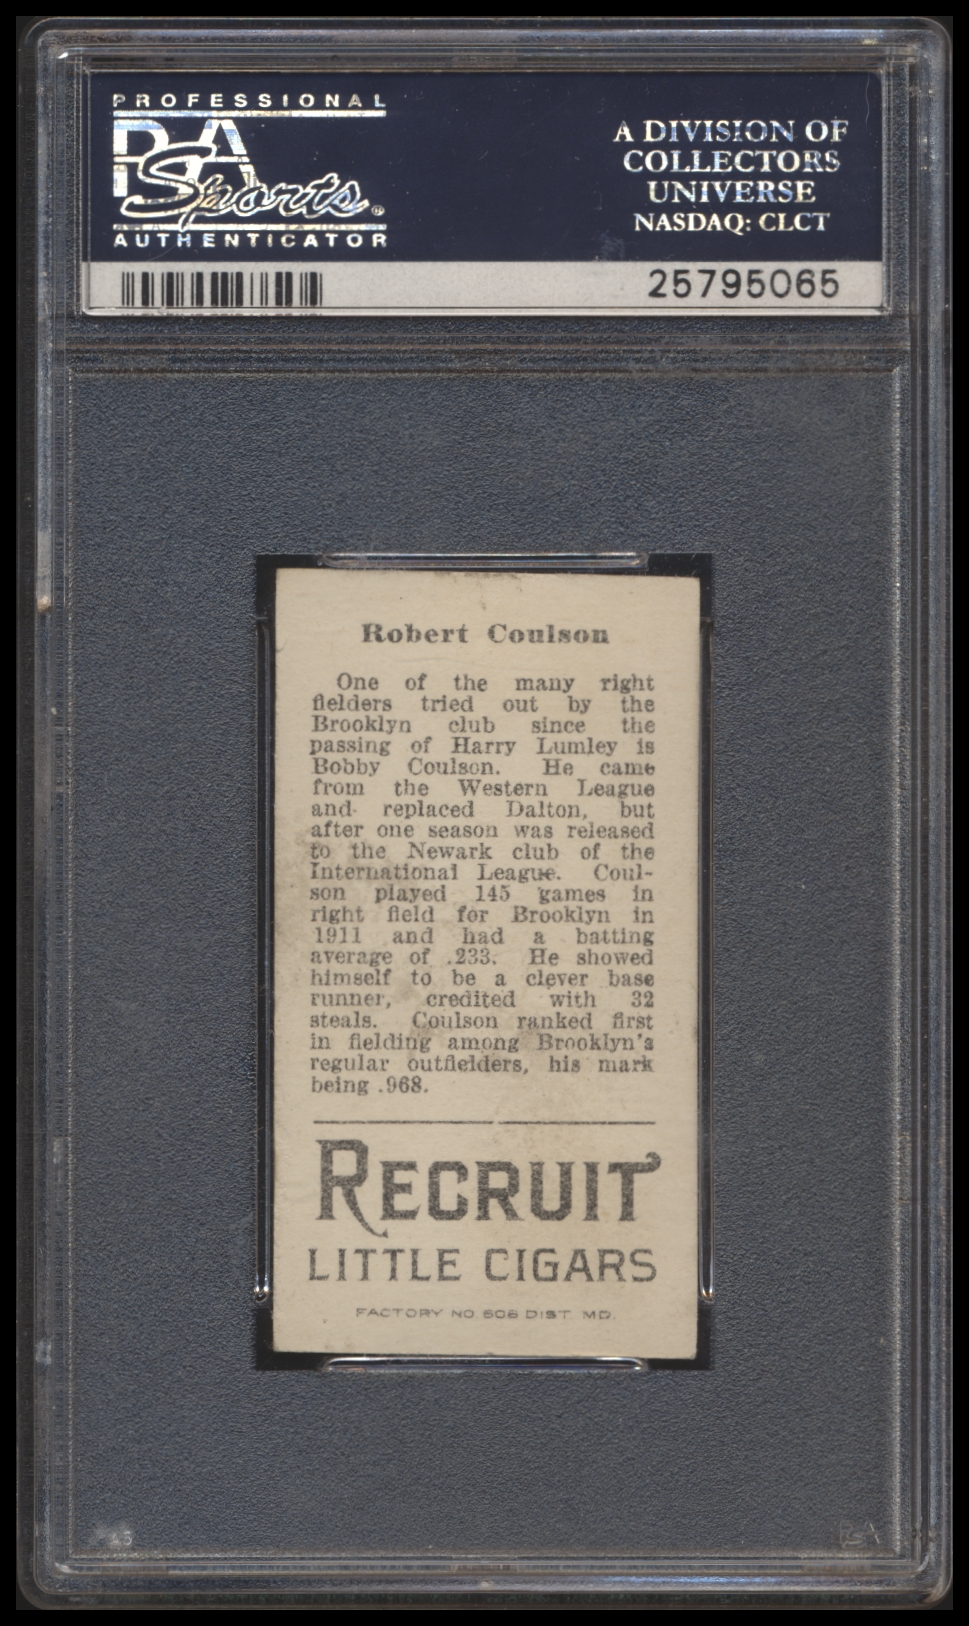 PROFESSIONAL
PSA
Sports®
AUTHENTICATOR
A DIVISION OF
COLLECTORS
UNIVERSE
NASDAQ: CLCT
25795065
Robert Coulson
One of the many right
fielders tried out by the
Brooklyn club since the
passing of Harry Lumley is
Bobby Coulson. He came
from the Western League
and replaced Dalton, but
after one season was released
to the Newark club of the
International League. Coul-
son played 145 games in
right field for Brooklyn in
1911 and had a batting
average of .233. He showed
himself to be a clever base
runner, credited with 32
steals. Coulson ranked first
in fielding among Brooklyn's
regular outfielders, his mark
being .968.
RECRUIT
LITTLE CIGARS
FACTORY NO. 606 DIST. MD.
PSA